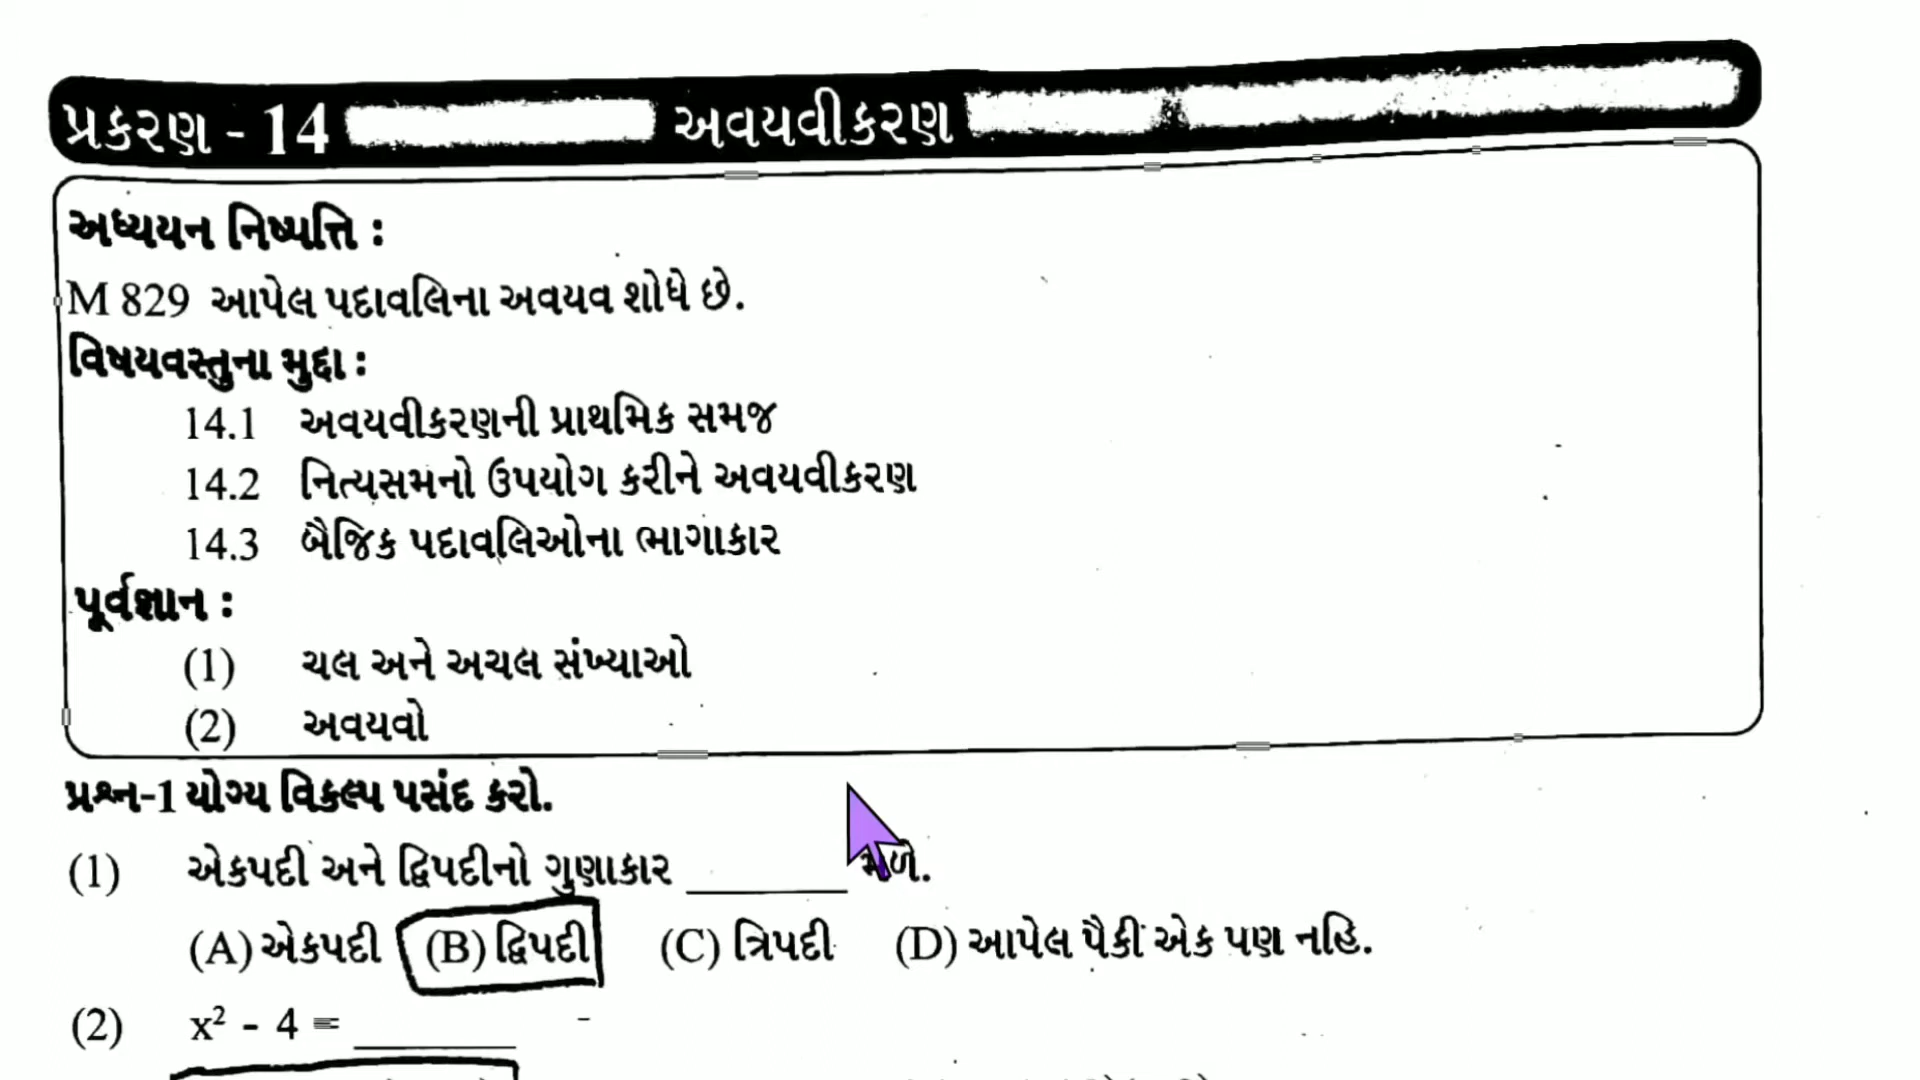 પ્રકરણ - 14 અવયવીકરણ
અધ્યયન નિષ્પત્તિ :
M 829 આપેલ પદાવલિના અવયવ શોધે છે.
વિષયવસ્તુના મુદ્દા :
14.1 અવયવીકરણની પ્રાથમિક સમજ
14.2 નિત્યસમનો ઉપયોગ કરીને અવયવીકરણ
14.3 બૈજિક પદાવલિઓના ભાગાકાર
પૂર્વજ્ઞાન :
(1) ચલ અને અચલ સંખ્યાઓ
(2) અવયવો
પ્રશ્ન-1 યોગ્ય વિકલ્પ પસંદ કરો.
(1) એકપદી અને દ્વિપદીનો ગુણાકાર ________ મળે.
(A) એકપદી (B) દ્વિપદી (C) ત્રિપદી (D) આપેલ પૈકી એક પણ નહિ.
(2) x² - 4 = ________